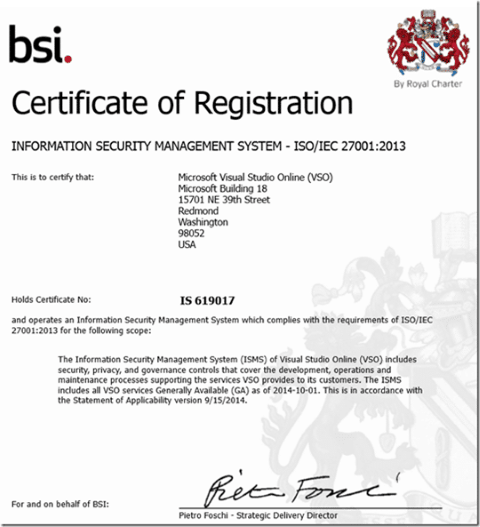 bsi.
By Royal Charter
Certificate of Registration
INFORMATION SECURITY MANAGEMENT SYSTEM - ISO/IEC 27001:2013
This is to certify that:
Microsoft Visual Studio Online (VSO)
Microsoft Building 18
15701 NE 39th Street
Redmond
Washington
98052
USA
Holds Certificate No:
IS 619017
and operates an Information Security Management System which complies with the requirements of ISO/IEC
27001:2013 for the following scope:
The Information Security Management System (ISMS) of Visual Studio Online (VSO) includes
security, privacy, and governance controls that cover the development, operations and
maintenance processes supporting the services VSO provides to its customers. The ISMS
includes all VSO services Generally Available (GA) as of 2014-10-01. This is in accordance with
the Statement of Applicability version 9/15/2014.
Pietro Foschi
For and on behalf of BSI:
Pietro Foschi - Strategic Delivery Director